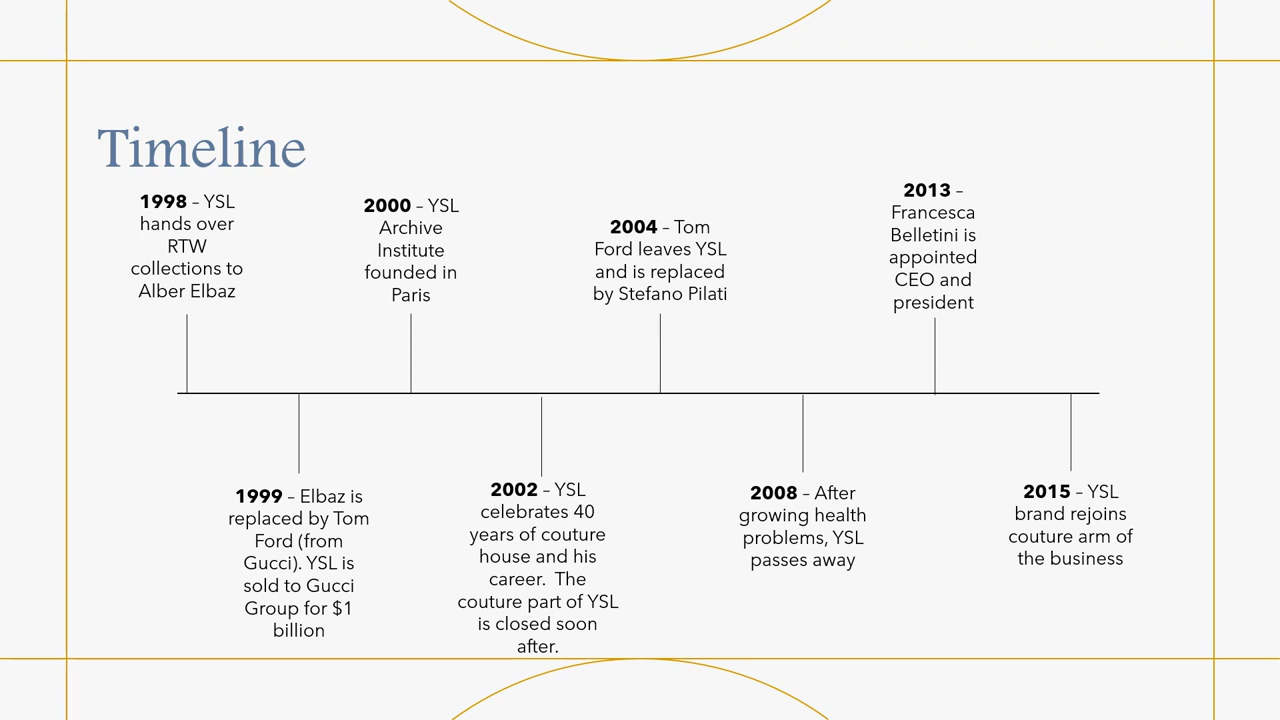 Timeline
1998 – YSL
hands over
RTW
collections to
Alber Elbaz
2000 – YSL
Archive
Institute
founded in
Paris
2004 – Tom
Ford leaves YSL
and is replaced
by Stefano Pilati
2013 –
Francesca
Belletini is
appointed
CEO and
president
1999 – Elbaz is
replaced by Tom
Ford (from
Gucci). YSL is
sold to Gucci
Group for $1
billion
2002 – YSL
celebrates 40
years of couture
house and his
career.  The
couture part of YSL
is closed soon
after.
2008 – After
growing health
problems, YSL
passes away
2015 – YSL
brand rejoins
couture arm of
the business